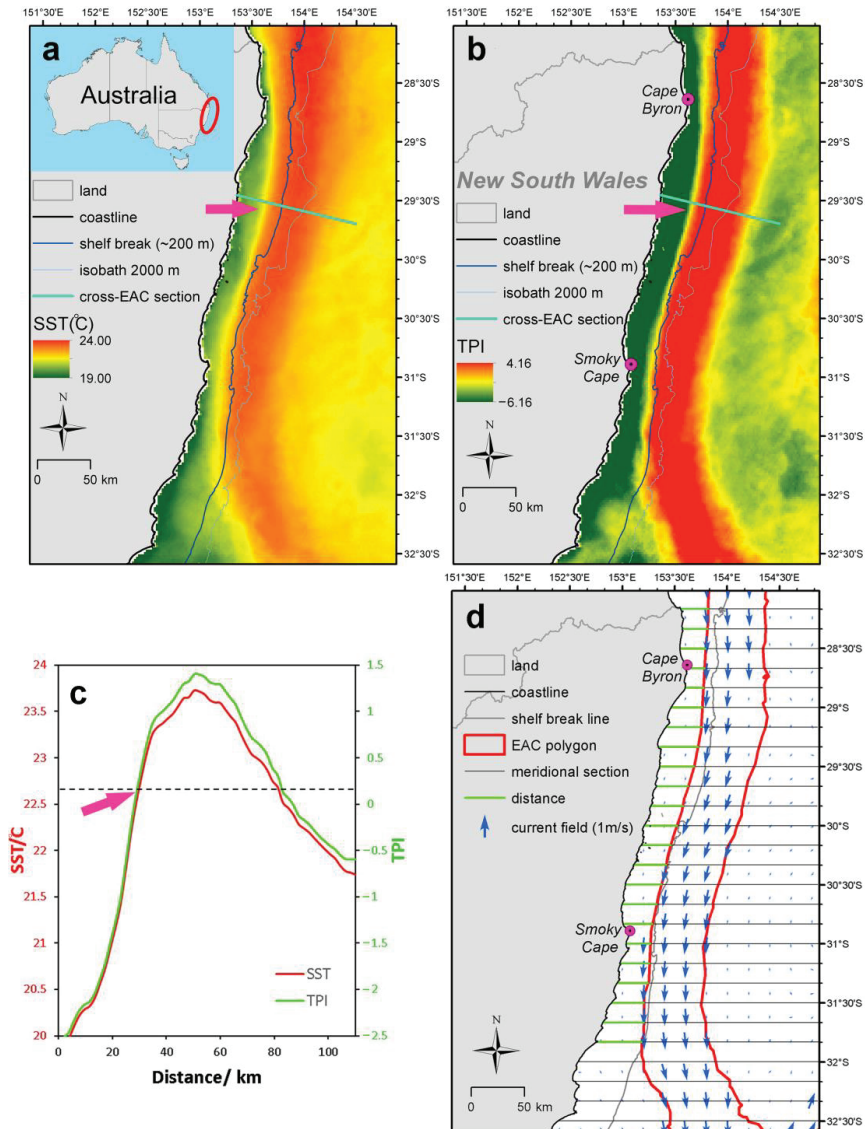 151°30'E 152°E 152°30'E 153°E 153°30'E 154°E 154°30'E
a
Australia
land
coastline
shelf break (~200 m)
isobath 2000 m
cross-EAC section
SST(℃)
24.00
19.00
N
0 50 km
28°30'S
29°S
29°30'S
30°S
30°30'S
31°S
31°30'S
32°S
32°30'S
151°30'E 152°E 152°30'E 153°E 153°30'E 154°E 154°30'E
b
Cape
Byron
New South Wales
land
coastline
shelf break (~200 m)
isobath 2000 m
cross-EAC section
TPI
4.16
−6.16
Smoky
Cape
N
0 50 km
28°30'S
29°S
29°30'S
30°S
30°30'S
31°S
31°30'S
32°S
32°30'S
c
SST/℃
24
23.5
23
22.5
22
21.5
21
20.5
20
1.5
1
0.5
0
−0.5
−1
−1.5
−2
−2.5
TPI
SST
TPI
0 20 40 60 80 100
Distance/ km
151°30'E 152°E 152°30'E 153°E 153°30'E 154°E 154°30'E
d
Cape
Byron
land
coastline
shelf break line
EAC polygon
meridional section
distance
current field (1m/s)
Smoky
Cape
N
0 50 km
28°30'S
29°S
29°30'S
30°S
30°30'S
31°S
31°30'S
32°S
32°30'S